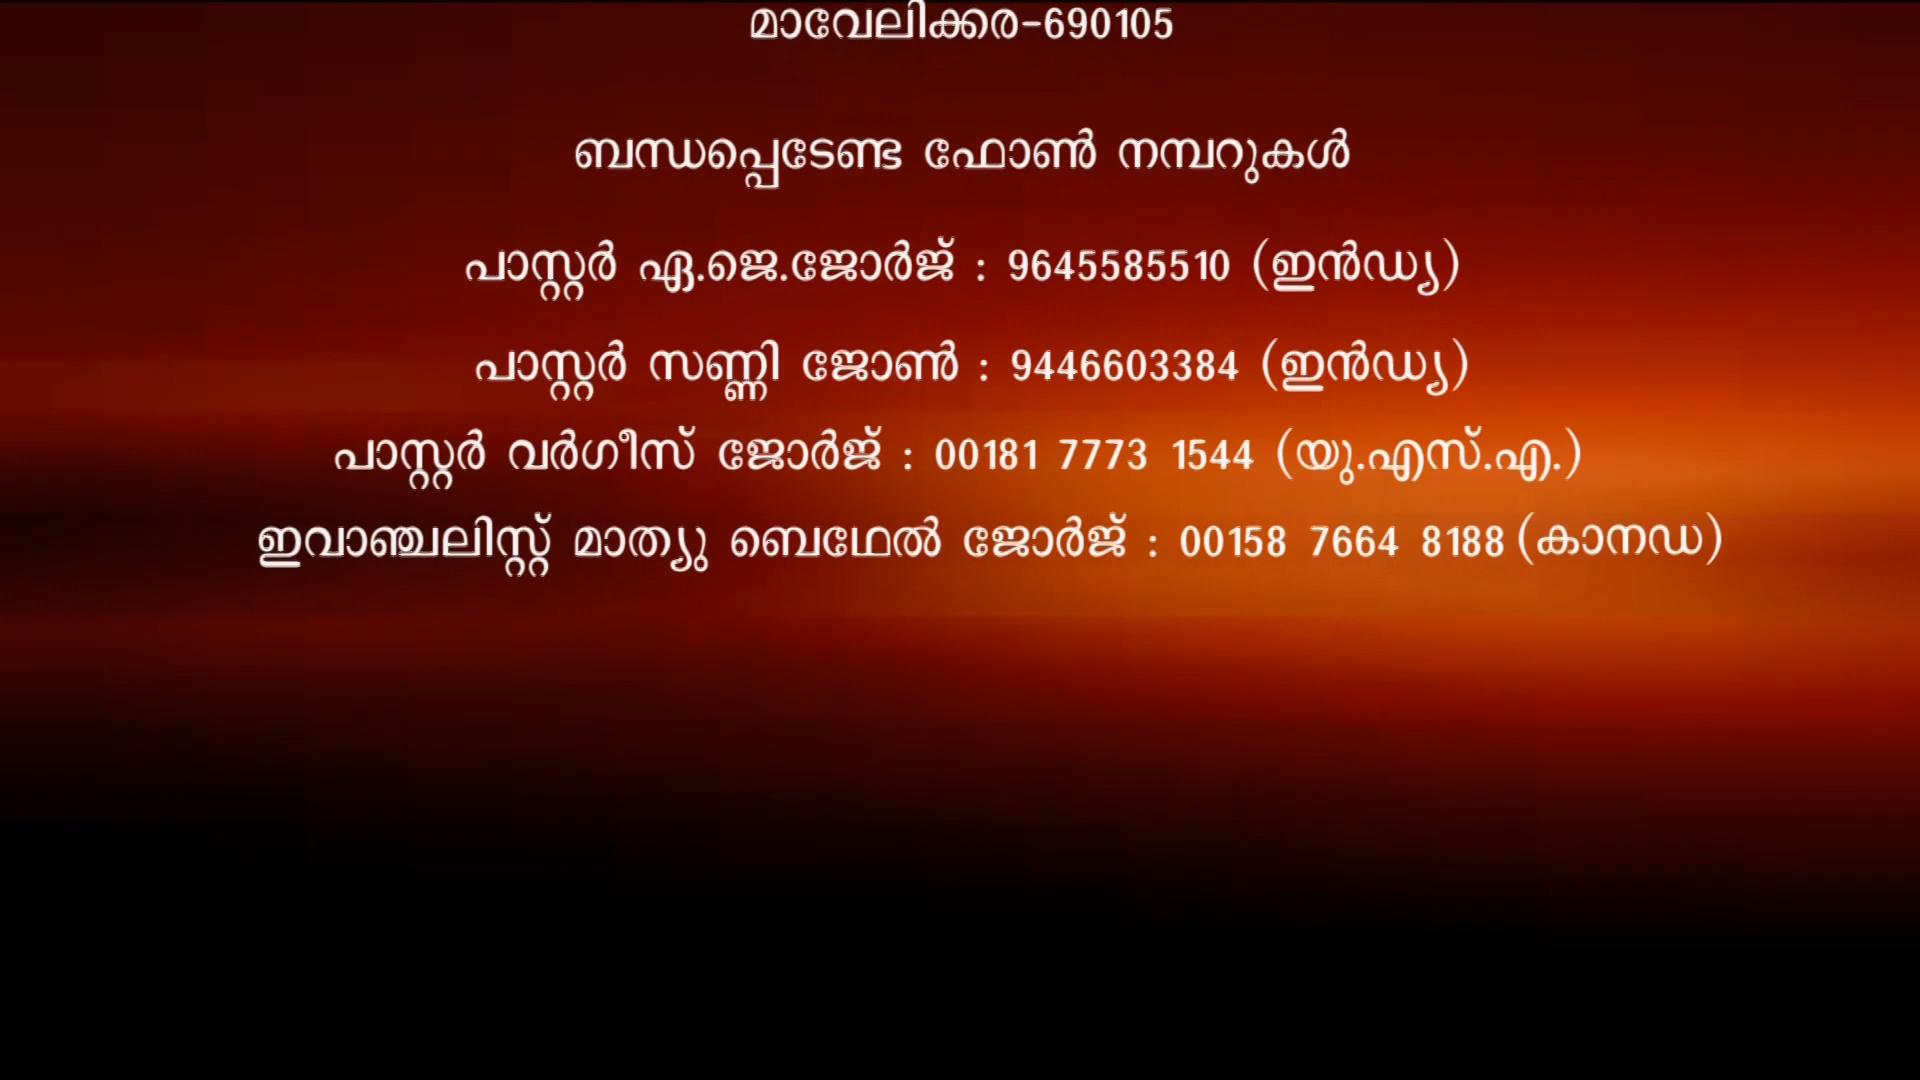 മാവേലിക്കര-690105
ബന്ധപ്പെടേണ്ട ഫോൺ നമ്പറുകൾ
പാസ്റ്റർ ഏ.ജെ.ജോർജ് : 9645585510 (ഇൻഡ്യ)
പാസ്റ്റർ സണ്ണി ജോൺ : 9446603384 (ഇൻഡ്യ)
പാസ്റ്റർ വർഗീസ് ജോർജ് : 00181 7773 1544 (യു.എസ്.എ.)
ഇവാഞ്ചലിസ്റ്റ് മാത്യു ബെഥേൽ ജോർജ് : 00158 7664 8188 (കാനഡ)